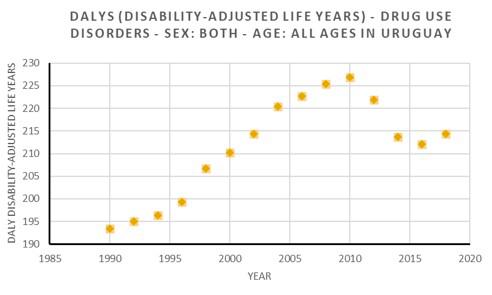 DALYS (DISABILITY-ADJUSTED LIFE YEARS) - DRUG USE
DISORDERS - SEX: BOTH - AGE: ALL AGES IN URUGUAY
DALY DISABILITY-ADJUSTED LIFE YEARS
230
225
220
215
210
205
200
195
190
1985 1990 1995 2000 2005 2010 2015 2020
YEAR